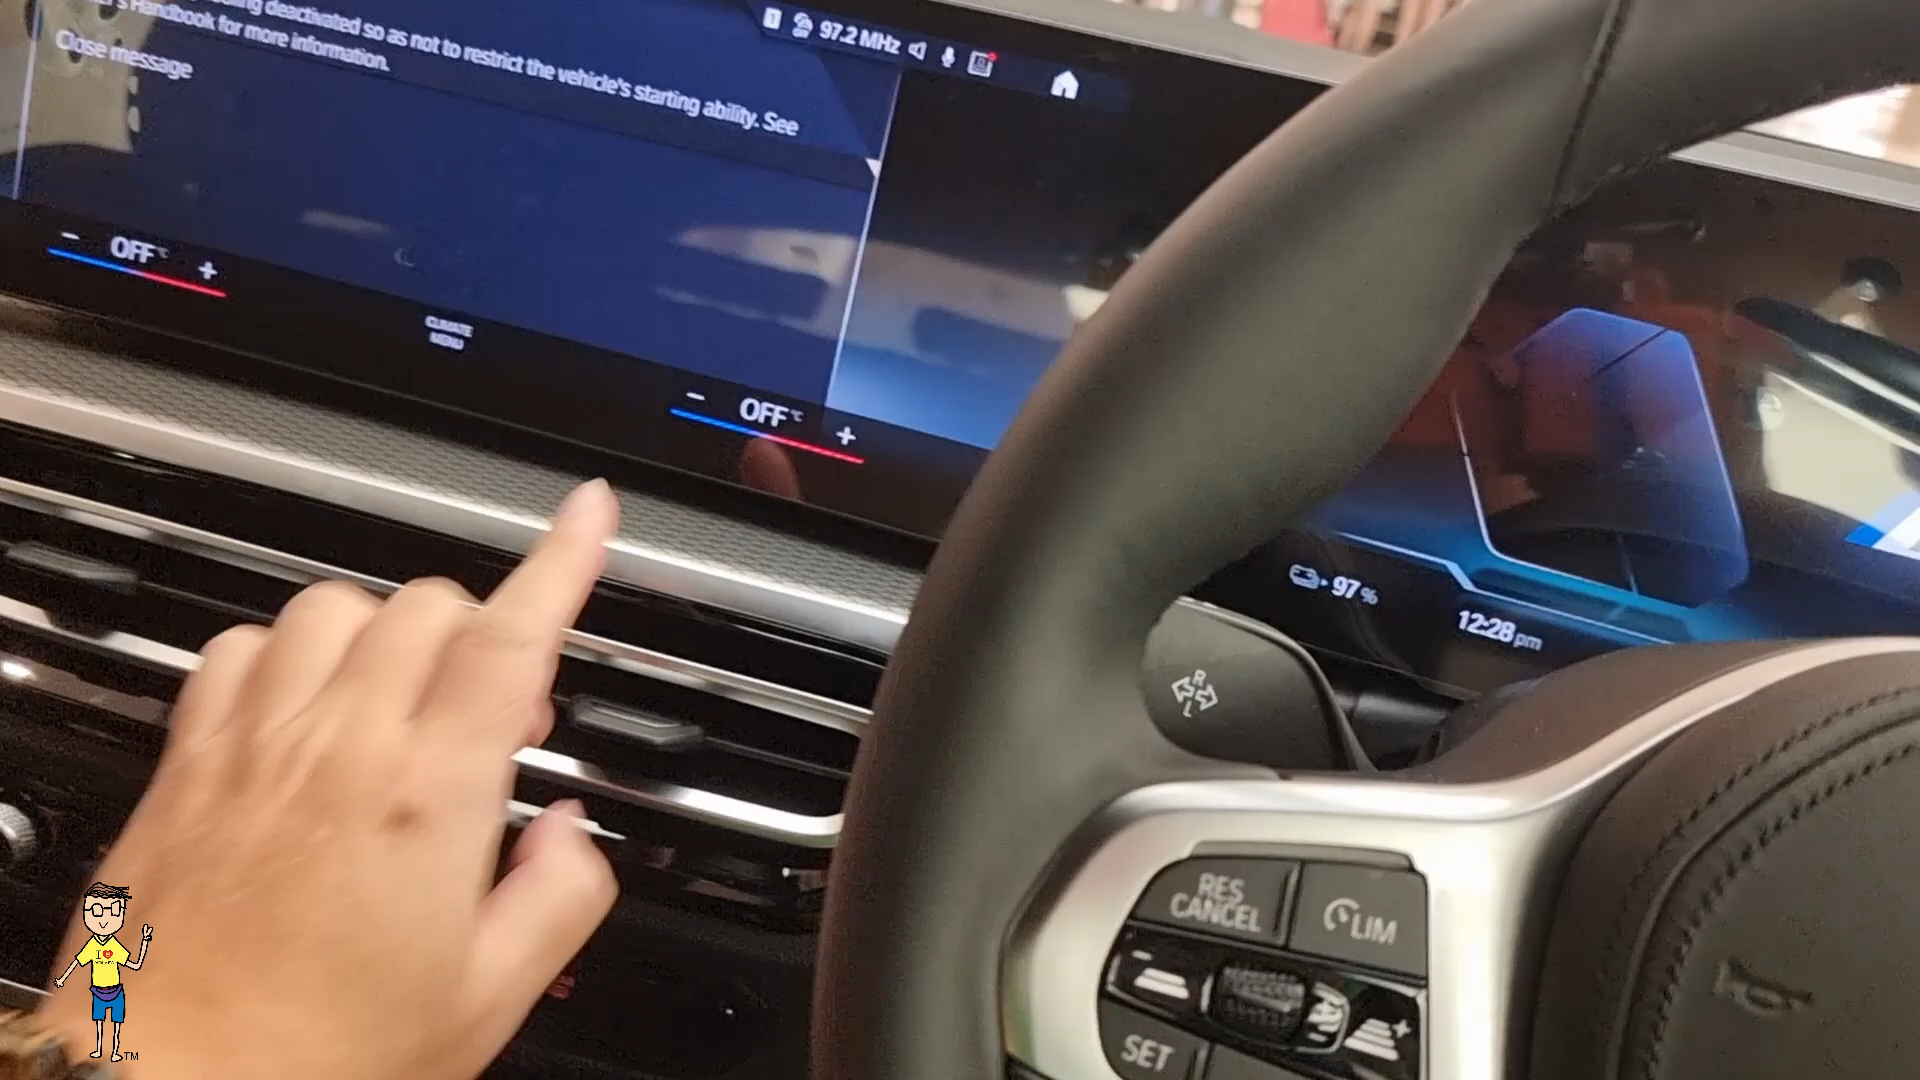 deactivated so as not to restrict the vehicle's starting ability. See
Handbook for more information.
Close message
97.2 MHz
- OFF °C +
CLIMATE
MENU
- OFF °C +
97 %
12:28 pm
R
L
RES
CANCEL
LIM
SET
I
TM